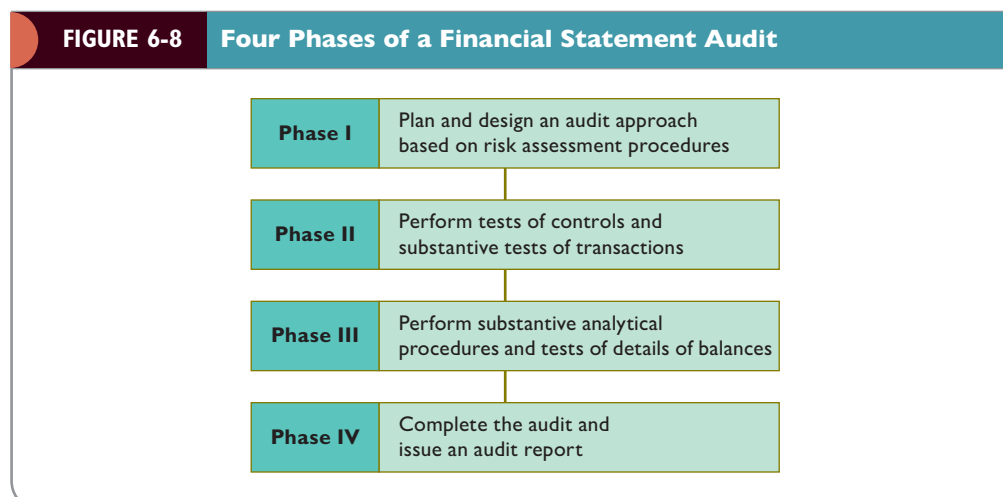 FIGURE 6-8 Four Phases of a Financial Statement Audit
Phase I
Plan and design an audit approach
based on risk assessment procedures
Phase II
Perform tests of controls and
substantive tests of transactions
Phase III
Perform substantive analytical
procedures and tests of details of balances
Phase IV
Complete the audit and
issue an audit report